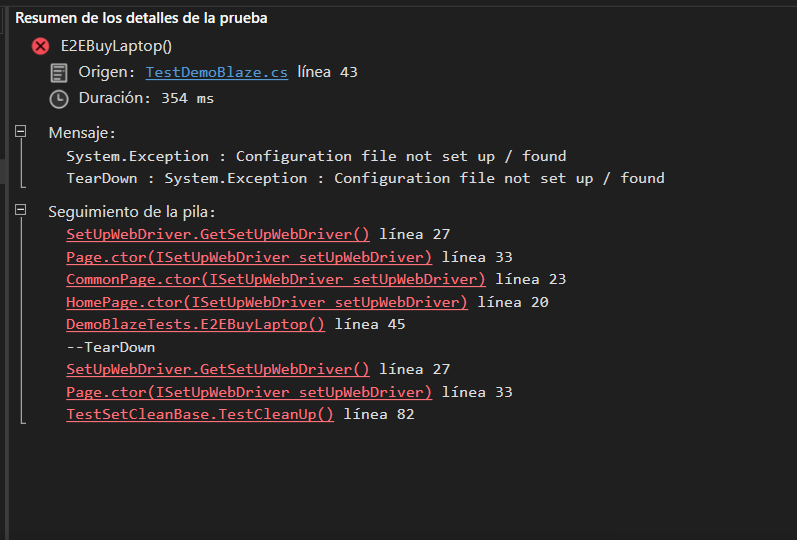 Resumen de los detalles de la prueba
E2EBuyLaptop()
Origen: TestDemoBlaze.cs línea 43
Duración: 354 ms
Mensaje:
System.Exception : Configuration file not set up / found
TearDown : System.Exception : Configuration file not set up / found
Seguimiento de la pila:
SetUpWebDriver.GetSetUpWebDriver() línea 27
Page.ctor(ISetUpWebDriver setUpWebDriver) línea 33
CommonPage.ctor(ISetUpWebDriver setUpWebDriver) línea 23
HomePage.ctor(ISetUpWebDriver setUpWebDriver) línea 20
DemoBlazeTests.E2EBuyLaptop() línea 45
--TearDown
SetUpWebDriver.GetSetUpWebDriver() línea 27
Page.ctor(ISetUpWebDriver setUpWebDriver) línea 33
TestSetCleanBase.TestCleanUp() línea 82